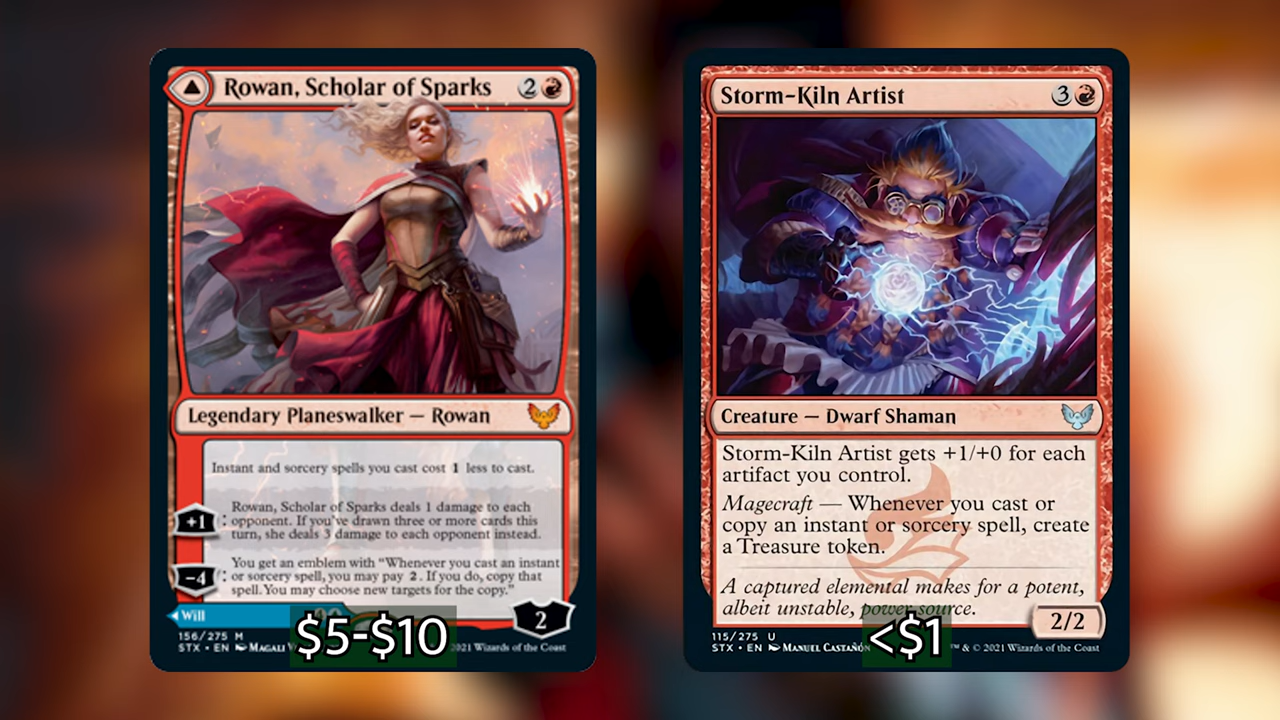 Rowan, Scholar of Sparks 2
Legendary Planeswalker — Rowan
Instant and sorcery spells you cast cost 1 less to cast.
+1: Rowan, Scholar of Sparks deals 1 damage to each
opponent. If you've drawn three or more cards this
turn, she deals 3 damage to each opponent instead.
-4: You get an emblem with "Whenever you cast an instant
or sorcery spell, you may pay 2. If you do, copy that
spell. You may choose new targets for the copy."
Will
2
156/275 M
STX • EN MAGALI
2021 Wizards of the Coast
$5-$10
Storm-Kiln Artist 3
Creature — Dwarf Shaman
Storm-Kiln Artist gets +1/+0 for each
artifact you control.
Magecraft — Whenever you cast or
copy an instant or sorcery spell, create
a Treasure token.
A captured elemental makes for a potent,
albeit unstable, power source.
2/2
115/275 U
STX • EN MANUEL CASTAÑÓN
™ & © 2021 Wizards of the Coast
<$1